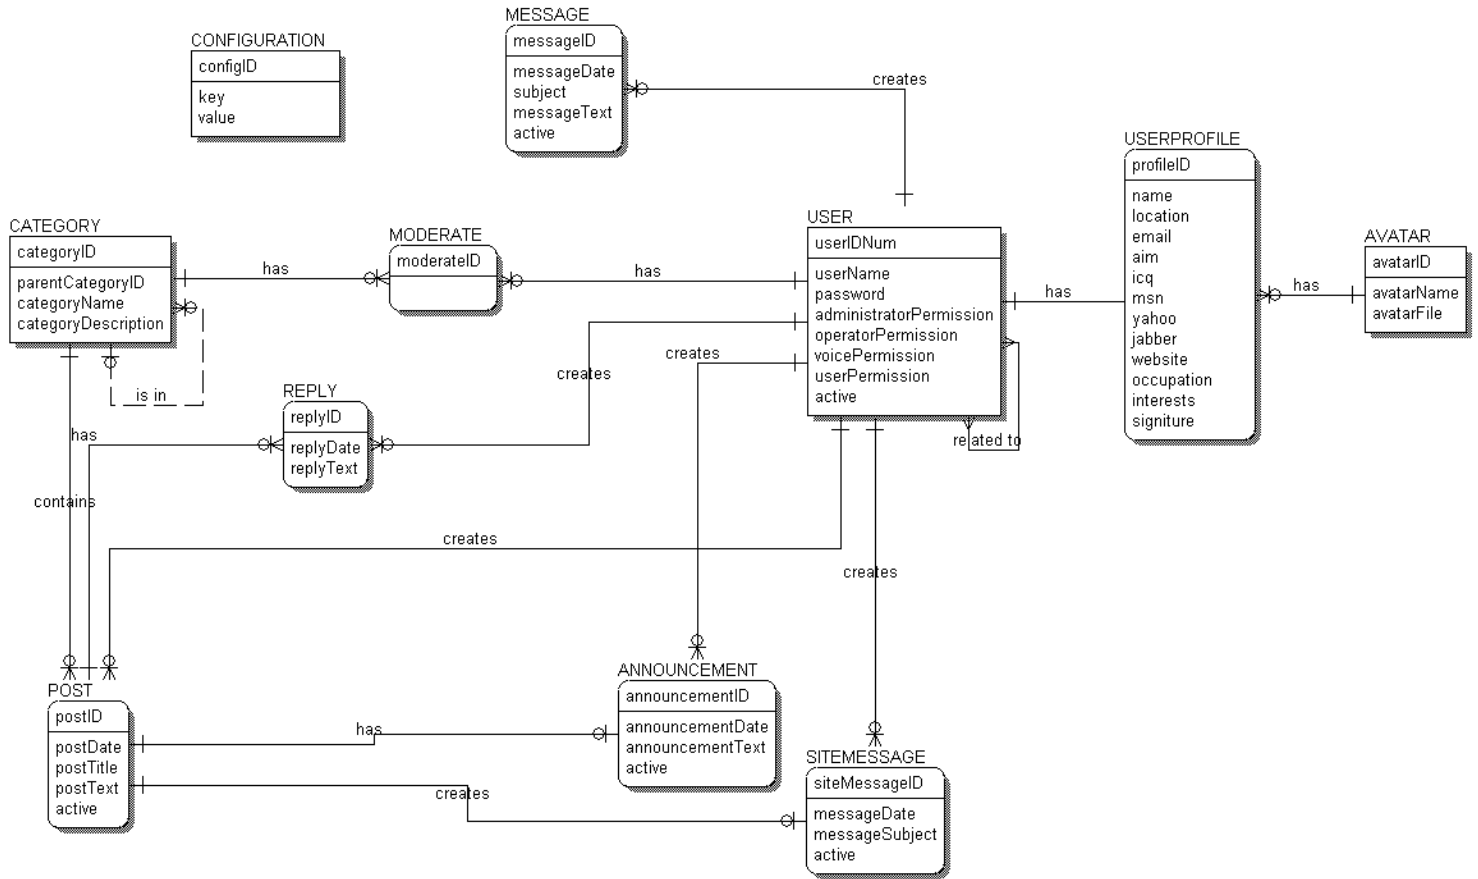 MESSAGE
messageID
messageDate
subject
messageText
active
CONFIGURATION
configID
key
value
creates
USERPROFILE
profileID
name
location
email
aim
icq
msn
yahoo
jabber
website
occupation
interests
signiture
CATEGORY
categoryID
parentCategoryID
categoryName
categoryDescription
has
MODERATE
moderateID
has
USER
userIDNum
userName
password
administratorPermission
operatorPermission
voicePermission
userPermission
active
has
AVATAR
avatarID
avatarName
avatarFile
has
is in
creates
creates
related to
REPLY
replyID
replyDate
replyText
has
contains
creates
creates
POST
postID
postDate
postTitle
postText
active
has
creates
ANNOUNCEMENT
announcementID
announcementDate
announcementText
active
SITEMESSAGE
siteMessageID
messageDate
messageSubject
active